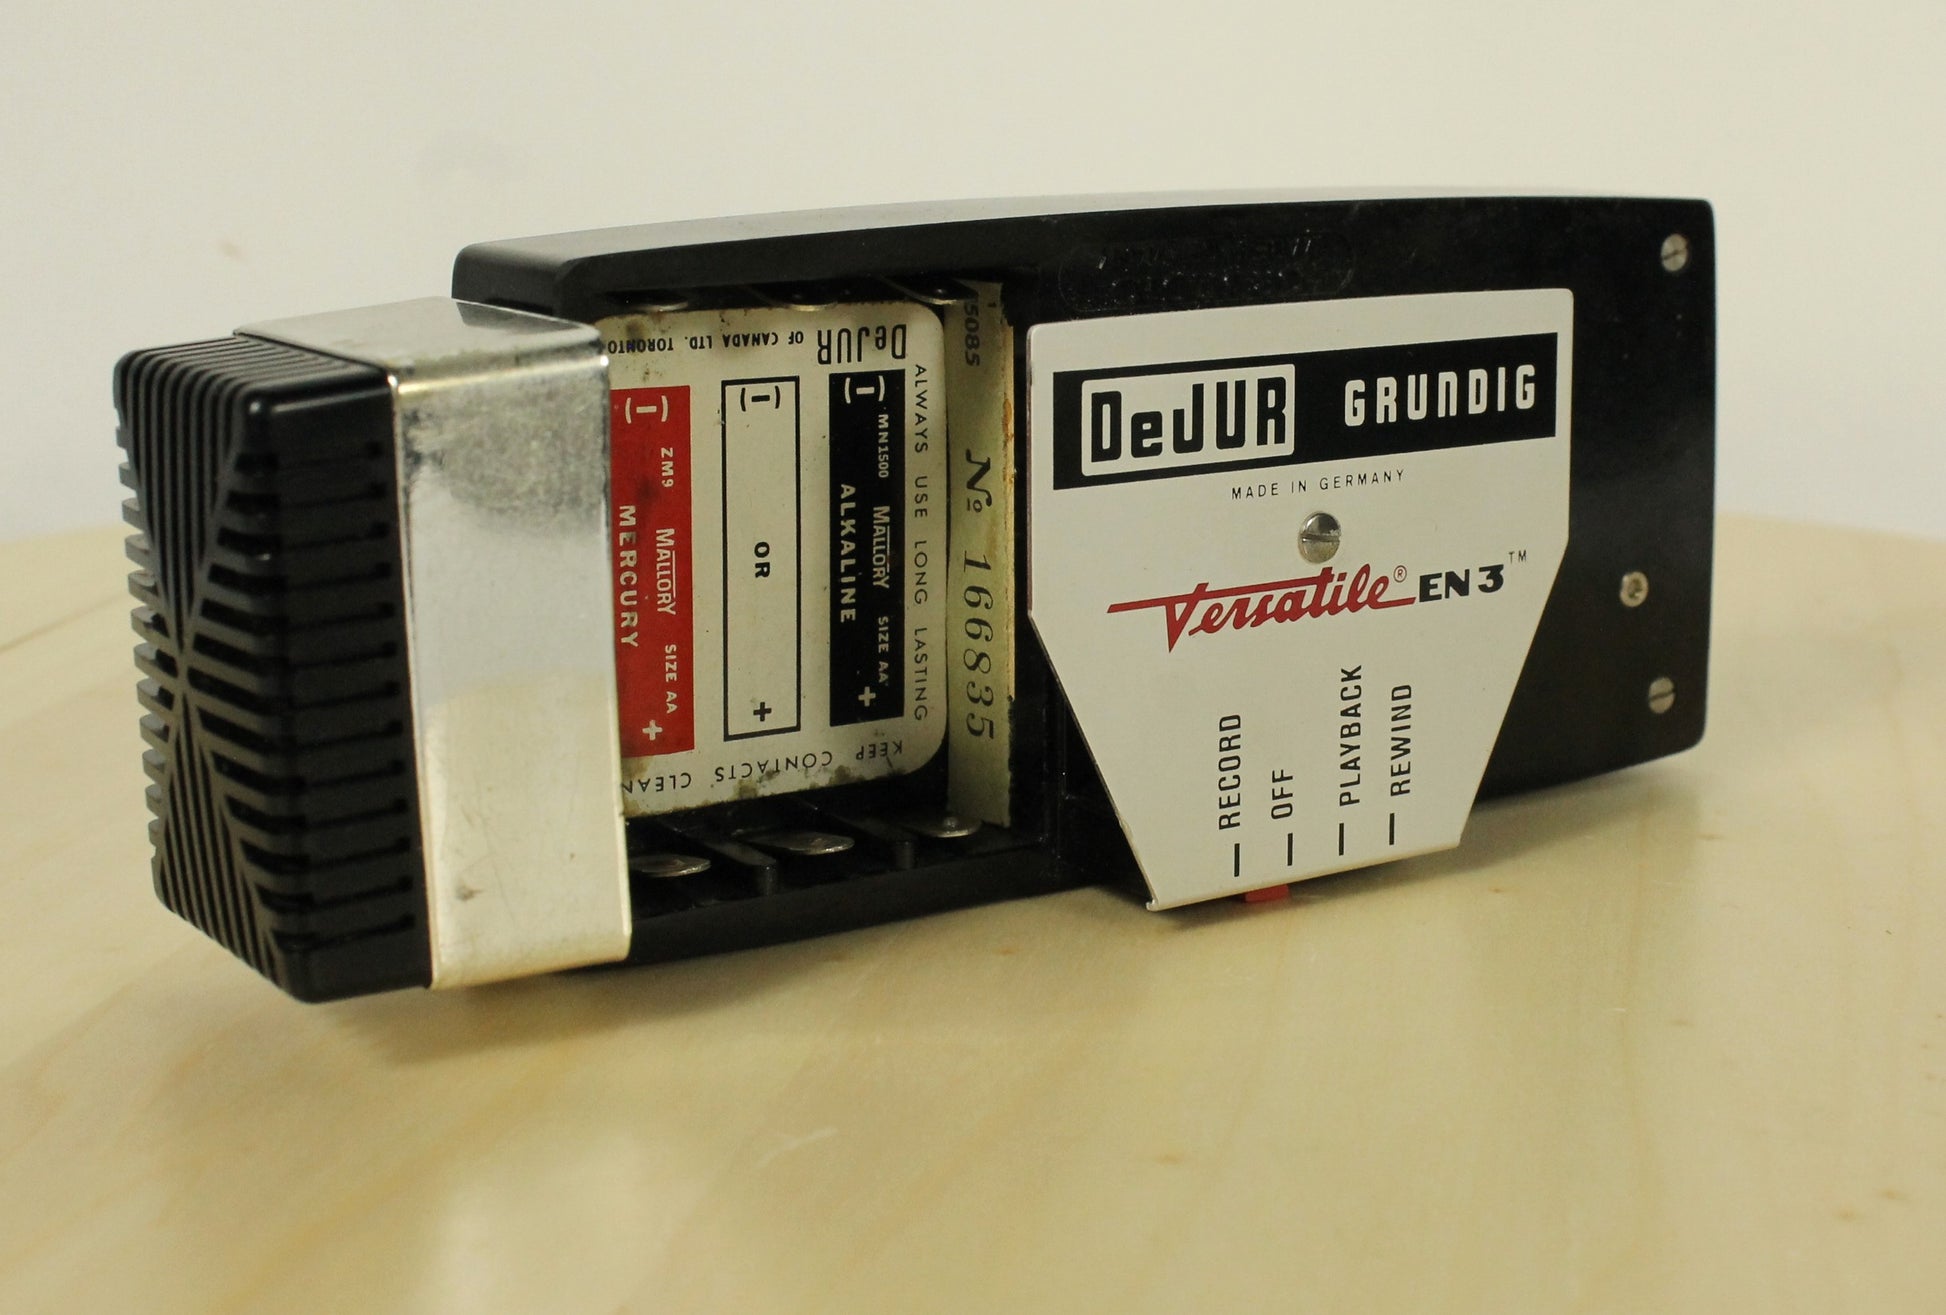 DeJUR OF CANADA LTD. TORONTO
(−) ZM9 MALLORY SIZE AA +
MERCURY
(−) OR +
(−) MN1500 MALLORY SIZE AA +
ALKALINE
ALWAYS USE LONG LASTING
KEEP CONTACTS CLEAN
5085
No 166835
DeJUR GRUNDIG
MADE IN GERMANY
Versatile® EN3™
RECORD
OFF
PLAYBACK
REWIND